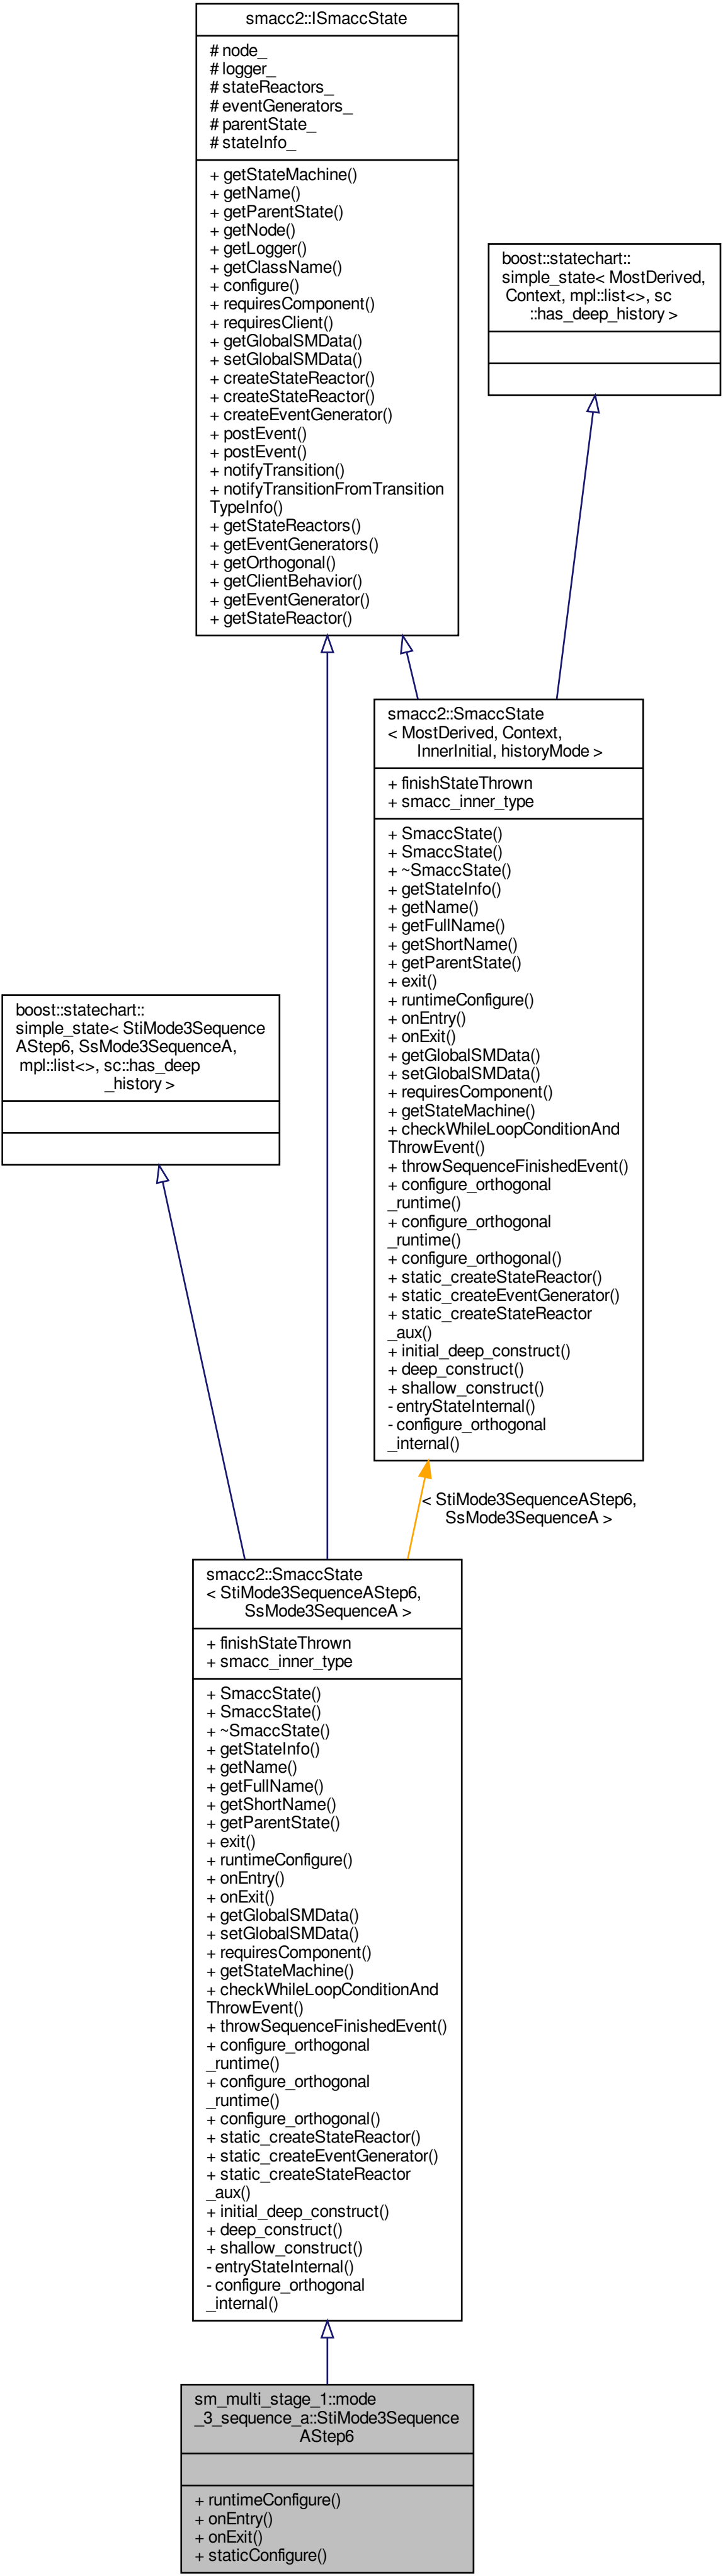 smacc2::ISmaccState
# node_
# logger_
# stateReactors_
# eventGenerators_
# parentState_
# stateInfo_
+ getStateMachine()
+ getName()
+ getParentState()
+ getNode()
+ getLogger()
+ getClassName()
+ configure()
+ requiresComponent()
+ requiresClient()
+ getGlobalSMData()
+ setGlobalSMData()
+ createStateReactor()
+ createStateReactor()
+ createEventGenerator()
+ postEvent()
+ postEvent()
+ notifyTransition()
+ notifyTransitionFromTransition
TypeInfo()
+ getStateReactors()
+ getEventGenerators()
+ getOrthogonal()
+ getClientBehavior()
+ getEventGenerator()
+ getStateReactor()
boost::statechart::
simple_state< MostDerived,
Context, mpl::list<>, sc
::has_deep_history >
smacc2::SmaccState
< MostDerived, Context,
InnerInitial, historyMode >
+ finishStateThrown
+ smacc_inner_type
+ SmaccState()
+ SmaccState()
+ ~SmaccState()
+ getStateInfo()
+ getName()
+ getFullName()
+ getShortName()
+ getParentState()
+ exit()
+ runtimeConfigure()
+ onEntry()
+ onExit()
+ getGlobalSMData()
+ setGlobalSMData()
+ requiresComponent()
+ getStateMachine()
+ checkWhileLoopConditionAnd
ThrowEvent()
+ throwSequenceFinishedEvent()
+ configure_orthogonal
_runtime()
+ configure_orthogonal
_runtime()
+ configure_orthogonal()
+ static_createStateReactor()
+ static_createEventGenerator()
+ static_createStateReactor
_aux()
+ initial_deep_construct()
+ deep_construct()
+ shallow_construct()
- entryStateInternal()
- configure_orthogonal
_internal()
boost::statechart::
simple_state< StiMode3Sequence
AStep6, SsMode3SequenceA,
mpl::list<>, sc::has_deep
_history >
< StiMode3SequenceAStep6,
SsMode3SequenceA >
smacc2::SmaccState
< StiMode3SequenceAStep6,
SsMode3SequenceA >
+ finishStateThrown
+ smacc_inner_type
+ SmaccState()
+ SmaccState()
+ ~SmaccState()
+ getStateInfo()
+ getName()
+ getFullName()
+ getShortName()
+ getParentState()
+ exit()
+ runtimeConfigure()
+ onEntry()
+ onExit()
+ getGlobalSMData()
+ setGlobalSMData()
+ requiresComponent()
+ getStateMachine()
+ checkWhileLoopConditionAnd
ThrowEvent()
+ throwSequenceFinishedEvent()
+ configure_orthogonal
_runtime()
+ configure_orthogonal
_runtime()
+ configure_orthogonal()
+ static_createStateReactor()
+ static_createEventGenerator()
+ static_createStateReactor
_aux()
+ initial_deep_construct()
+ deep_construct()
+ shallow_construct()
- entryStateInternal()
- configure_orthogonal
_internal()
sm_multi_stage_1::mode
_3_sequence_a::StiMode3Sequence
AStep6
+ runtimeConfigure()
+ onEntry()
+ onExit()
+ staticConfigure()